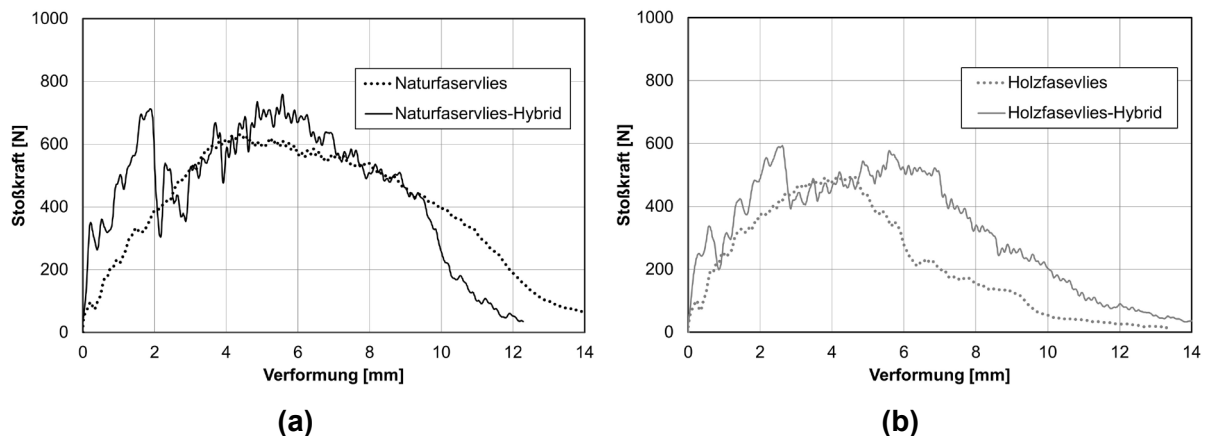 1000
800
600
400
200
0
Stoßkraft [N]
Naturfaservlies
Naturfaservlies-Hybrid
0 2 4 6 8 10 12 14
Verformung [mm]
(a)
1000
800
600
400
200
0
Stoßkraft [N]
Holzfasevlies
Holzfasevlies-Hybrid
0 2 4 6 8 10 12 14
Verformung [mm]
(b)